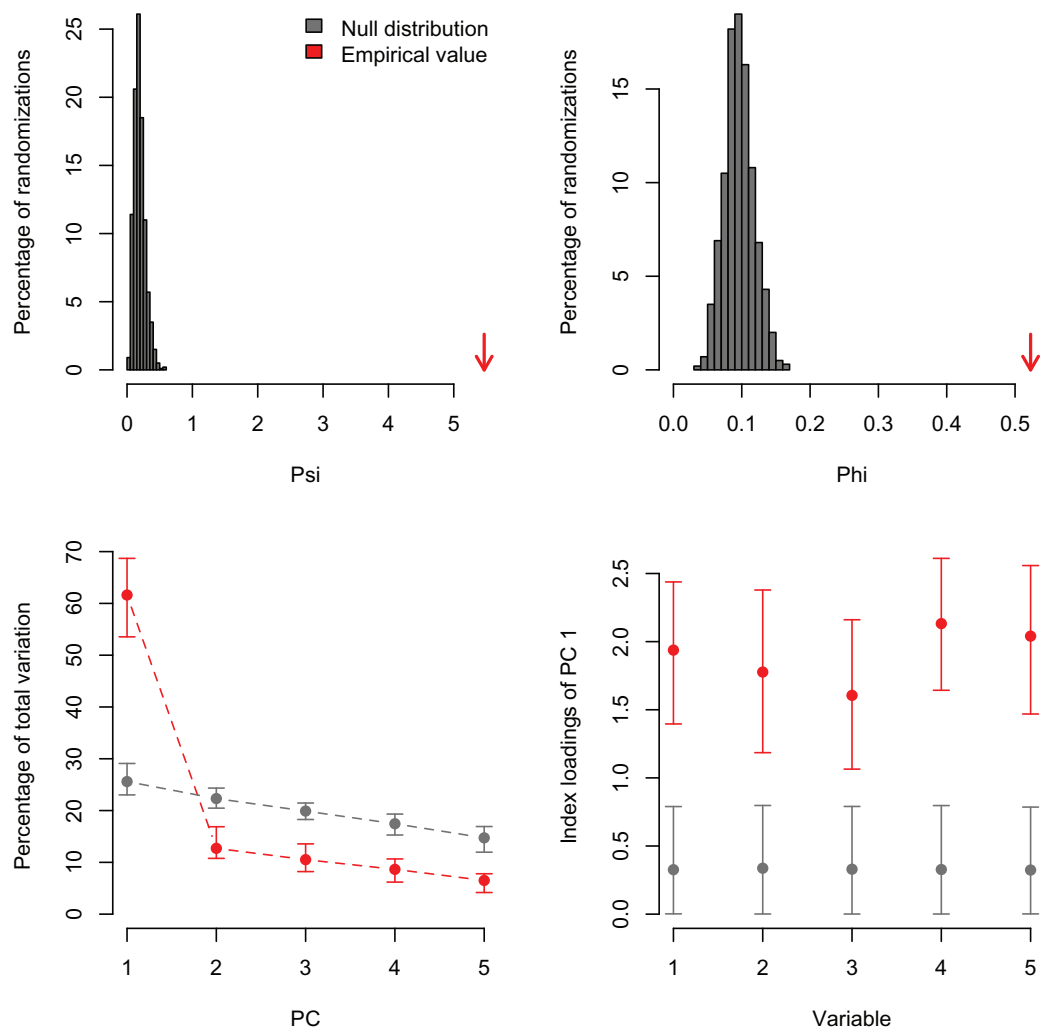 Null distribution
Empirical value
Percentage of randomizations
0 5 10 15 20 25
0 1 2 3 4 5
Psi
Percentage of randomizations
0 5 10 15
0.0 0.1 0.2 0.3 0.4 0.5
Phi
Percentage of total variation
0 10 20 30 40 50 60 70
1 2 3 4 5
PC
Index loadings of PC 1
0.0 0.5 1.0 1.5 2.0 2.5
1 2 3 4 5
Variable